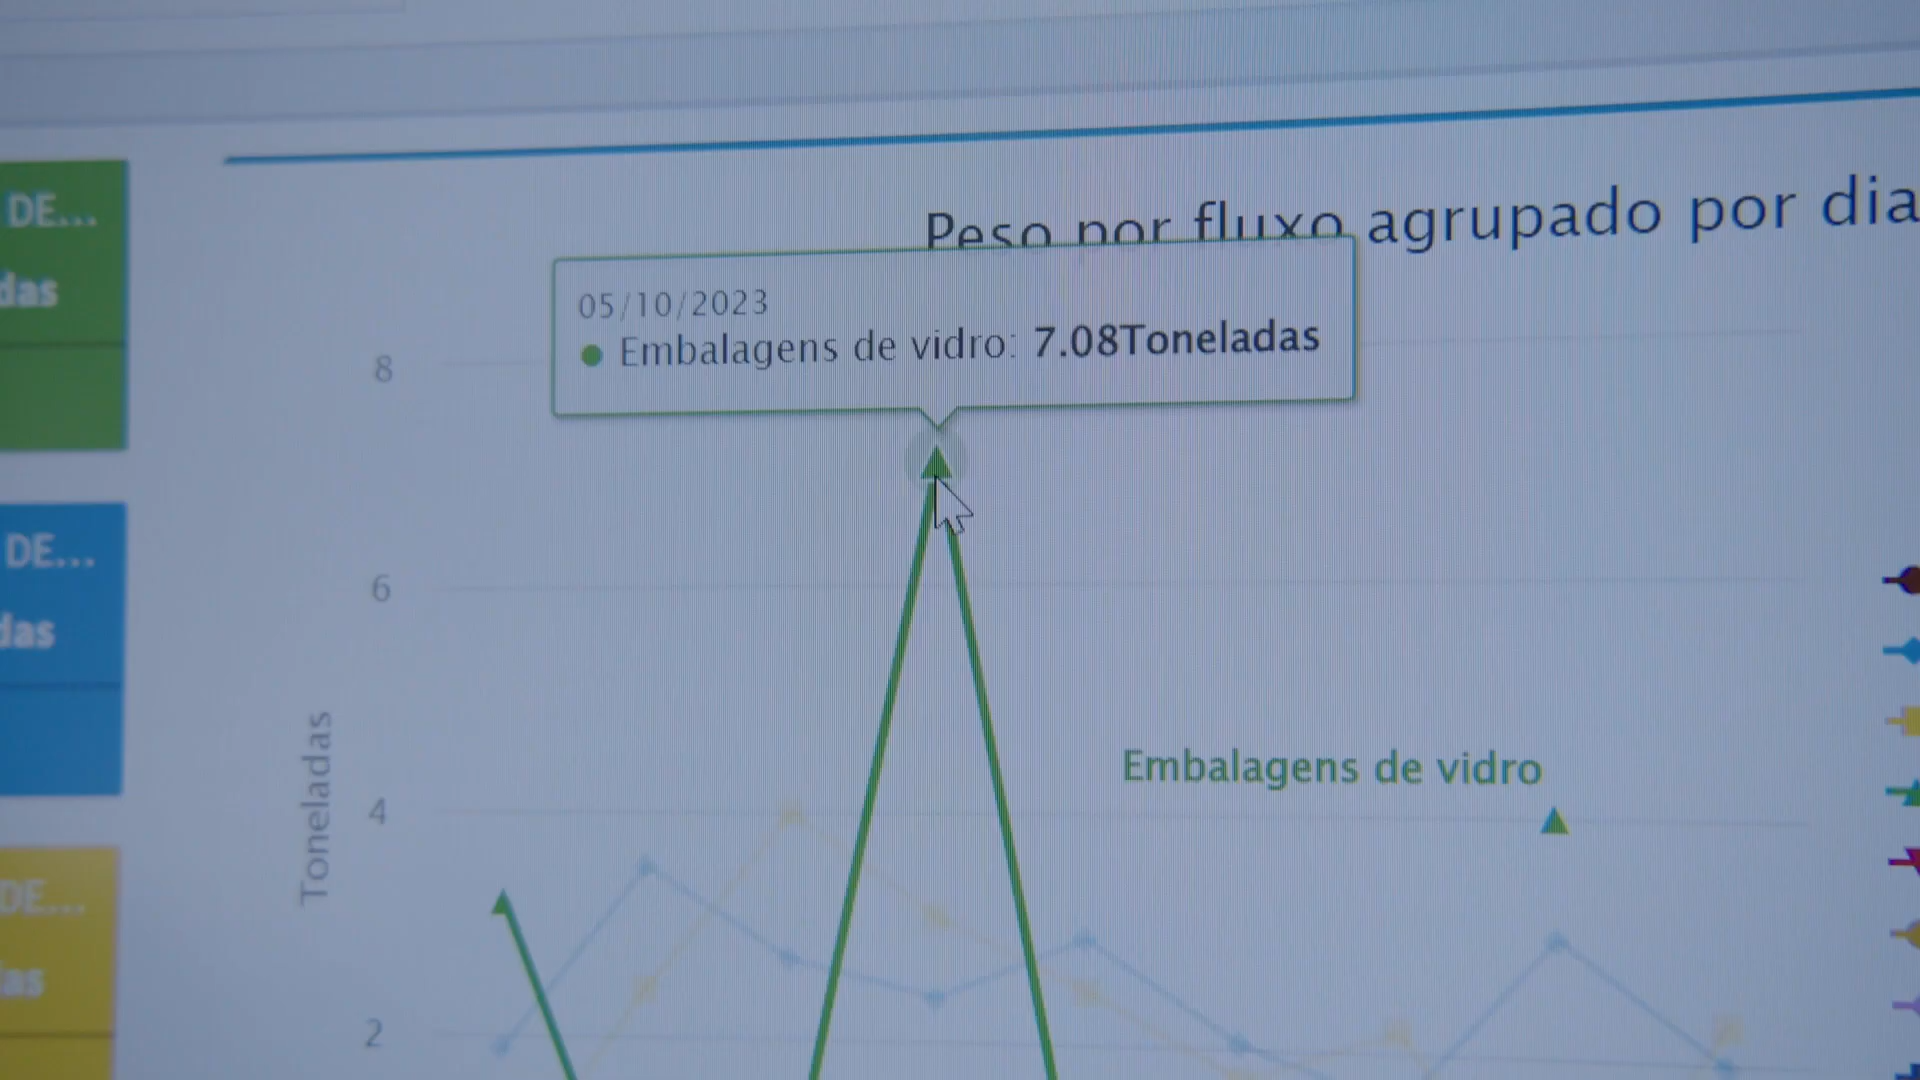 DE...
das
Peso por fluxo agrupado por dia
05/10/2023
Embalagens de vidro: 7.08Toneladas
8
6
DE...
das
Toneladas
Embalagens de vidro
4
DE...
as
2